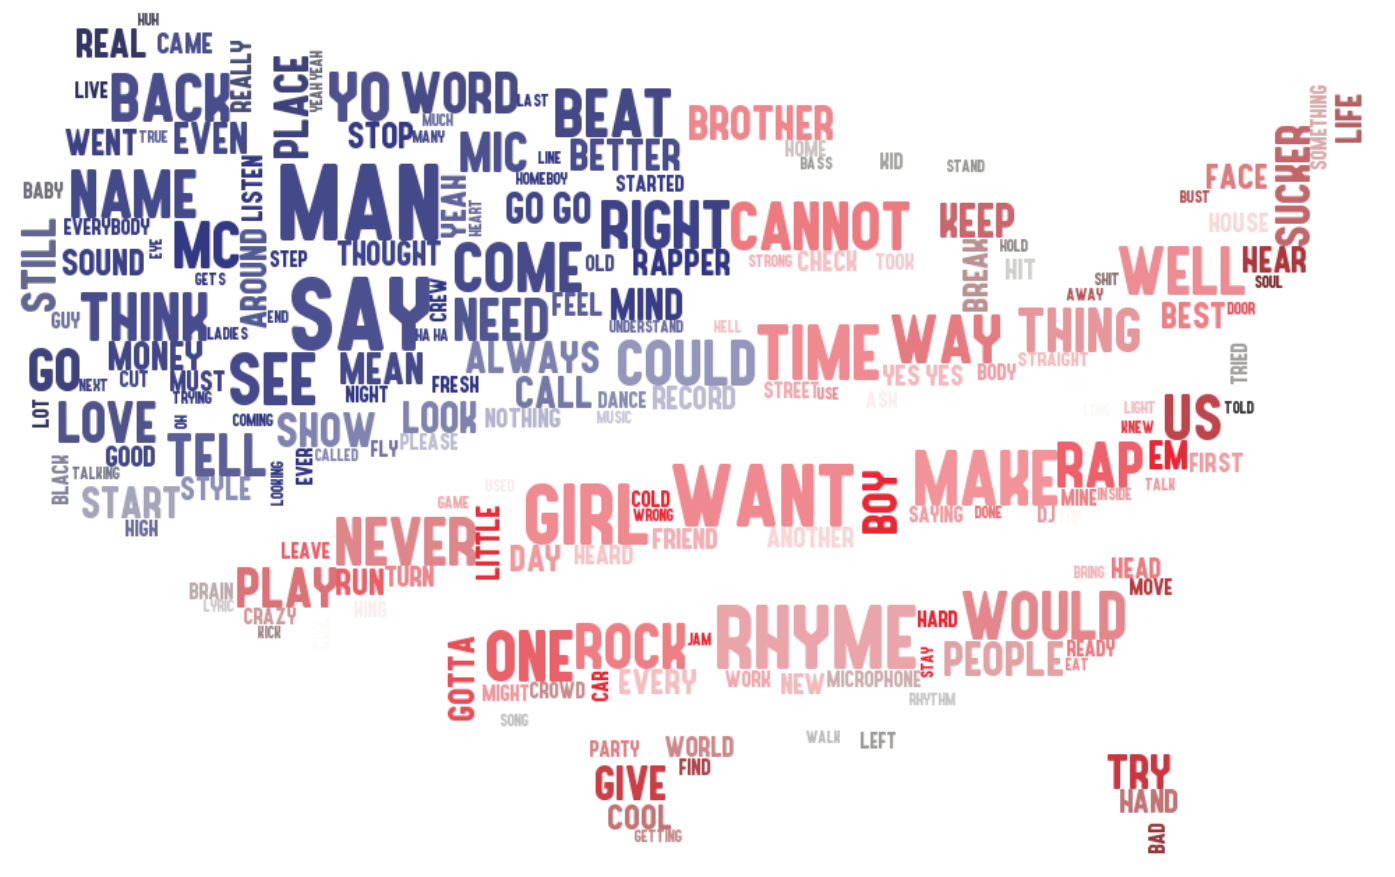 HUH
REAL CAME
LIVE BACK REALLY PLACE YEAH YEAH YO WORD LAST BEAT
BROTHER
SOMETHING LIFE
WENT TRUE EVEN STOP MUCH MANY MIC LINE BETTER
HOME BASS KID STAND
SUCKER
BABY NAME LISTEN MAN YEAH HEART HOMEBOY STARTED
FACE BUST HOUSE
EVERYBODY GO GO RIGHT CANNOT KEEP
STILL SOUND EYE MC GETS AROUND STEP THOUGHT COME OLD RAPPER
STRONG CHECK TOOK BREAK HOLD HIT
SHIT WELL HEAR SOUL AWAY
GUY THINK LADIES END SAY CREW HA HA NEED FEEL MIND UNDERSTAND
HELL TIME WAY THING STRAIGHT BEST DOOR
GO NEXT MONEY CUT MUST TRYING SEE MEAN NIGHT FRESH ALWAYS COULD
YES YES BODY STREET USE ASK TRIED
CALL DANCE RECORD
LOT LOVE OH COMING SHOW LOOK NOTHING MUSIC
LIGHT KNEW US TOLD
GOOD TELL CALLED FLY PLEASE
BLACK TALKING START STYLE LOOKING EVER
HIGH
RAP EM FIRST
USED GAME GIRL COLD WRONG WANT BOY MAKE MINE INSIDE TALK
SAYING DONE DJ
LEAVE NEVER LITTLE DAY HEARD FRIEND ANOTHER
BRAIN LYRIC PLAY RUN TURN
BRING HEAD MOVE
CRAZY KICK
GOTTA ONE ROCK JAM RHYME HARD WOULD
STAY PEOPLE READY EAT
MIGHT CROWD CAR EVERY WORK NEW MICROPHONE RHYTHM
SONG
PARTY WORLD WALK LEFT
FIND
GIVE TRY
COOL HAND
GETTING BAD